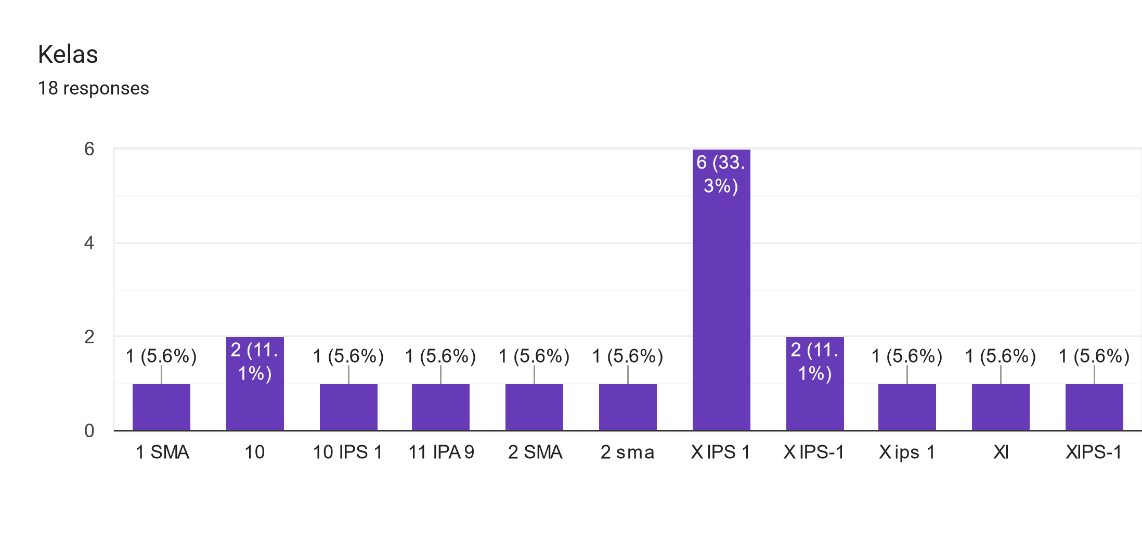 Kelas
18 responses
6
4
2
0
1 (5.6%)
2 (11.
1%)
1 (5.6%)
1 (5.6%)
1 (5.6%)
1 (5.6%)
6 (33.
3%)
2 (11.
1%)
1 (5.6%)
1 (5.6%)
1 (5.6%)
1 SMA
10
10 IPS 1
11 IPA 9
2 SMA
2 sma
X IPS 1
X IPS-1
X ips 1
XI
XIPS-1